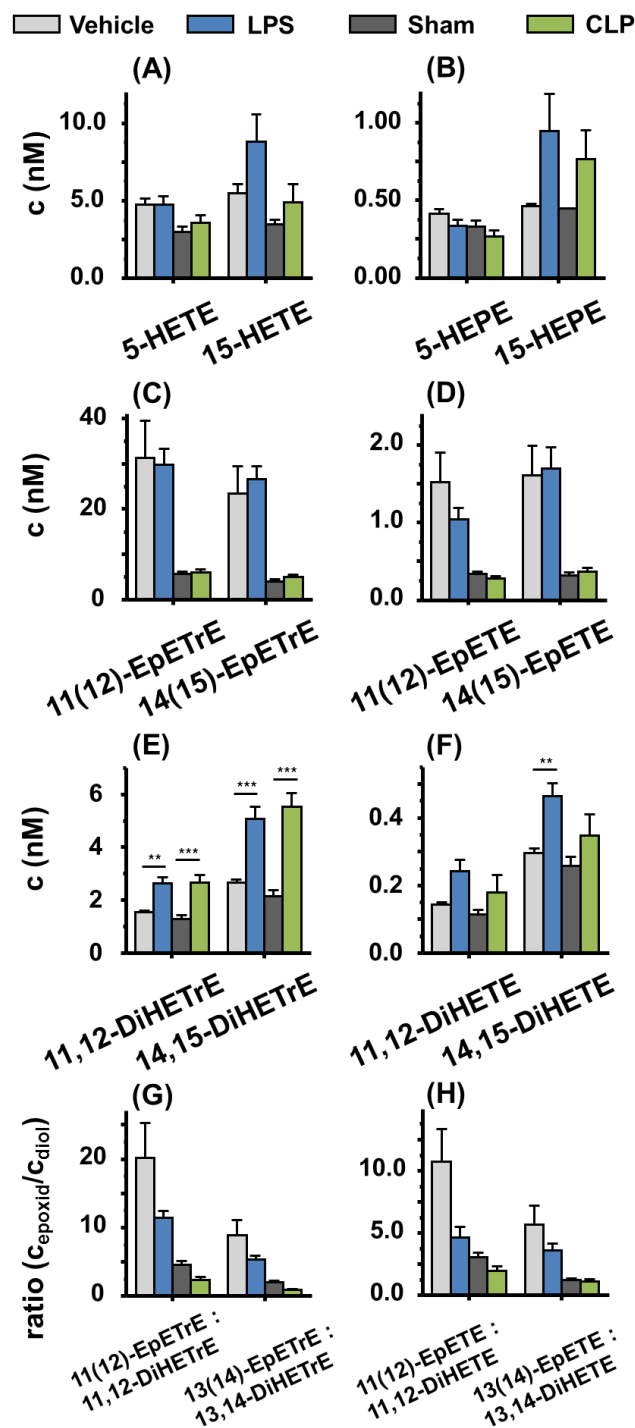 Vehicle LPS Sham CLP
(A) (B)
c (nM)
10.0
5.0
0.0
1.00
0.50
0.00
5-HETE 15-HETE
5-HEPE 15-HEPE
(C) (D)
c (nM)
40
20
0
2.0
1.0
0.0
11(12)-EpETrE 14(15)-EpETrE
11(12)-EpETE 14(15)-EpETE
(E) (F)
c (nM)
6
4
2
0
** *** *** ***
0.4
0.2
0.0
**
11,12-DiHETrE 14,15-DiHETrE
11,12-DiHETE 14,15-DiHETE
(G) (H)
ratio (cepoxid/cdiol)
20
10
0
10.0
5.0
0.0
11(12)-EpETrE :
11,12-DiHETrE
13(14)-EpETrE :
13,14-DiHETrE
11(12)-EpETE :
11,12-DiHETE
13(14)-EpETE :
13,14-DiHETE